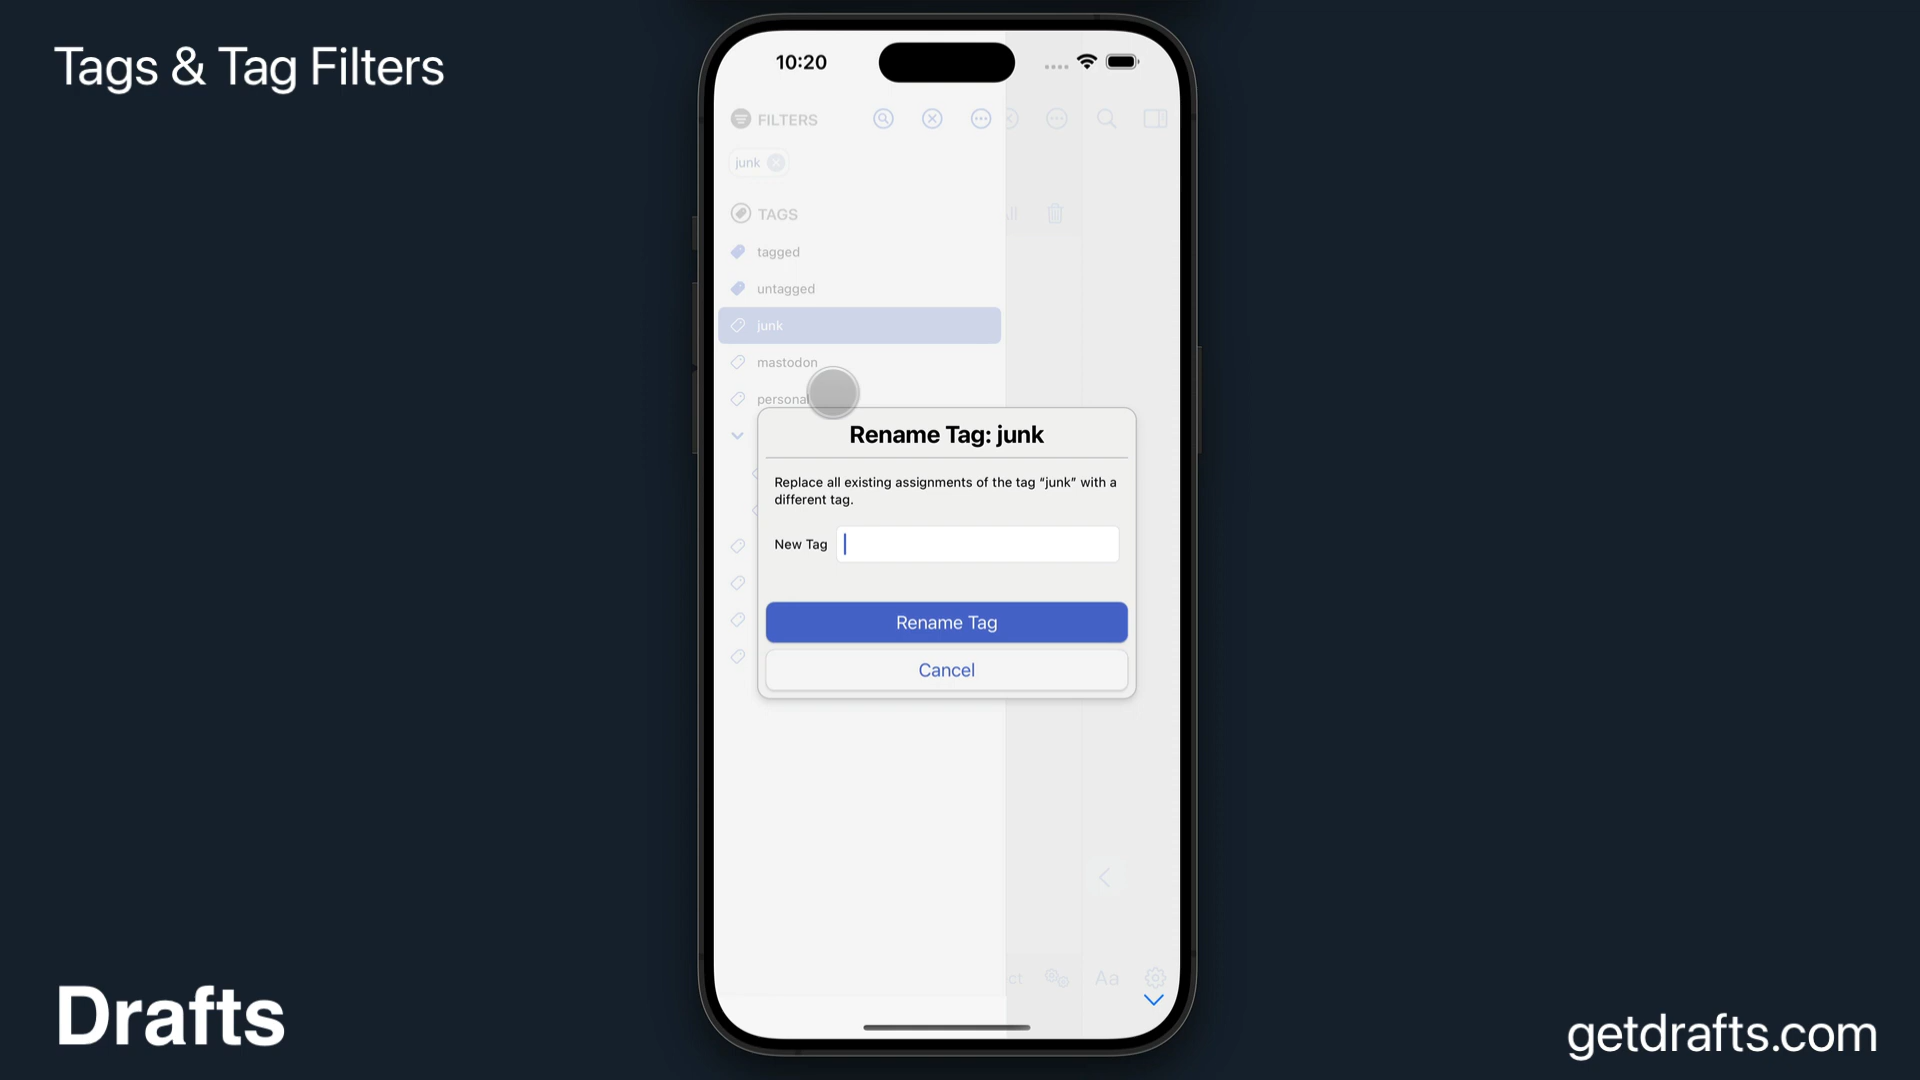 Tags & Tag Filters
10:20
FILTERS
junk
TAGS
tagged
untagged
junk
mastodon
personal
Rename Tag: junk
Replace all existing assignments of the tag “junk” with a
different tag.
New Tag
Rename Tag
Cancel
Aa
Drafts
getdrafts.com